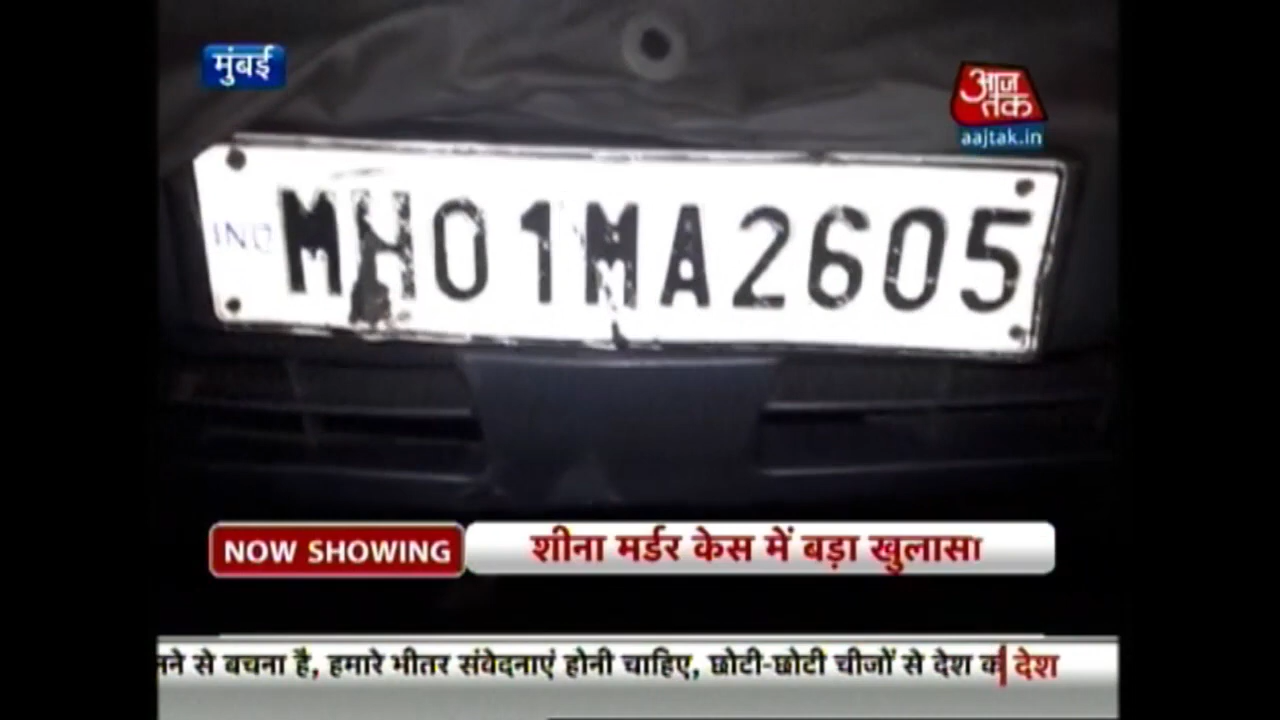 मुंबई
आज
तक
aajtak.in
IND
MH01MA2605
NOW SHOWING
शीना मर्डर केस में बड़ा खुलासा
से बचना है, हमारे भीतर संवेदनाएं होनी चाहिए, छोटी-छोटी चीजों से देश
देश